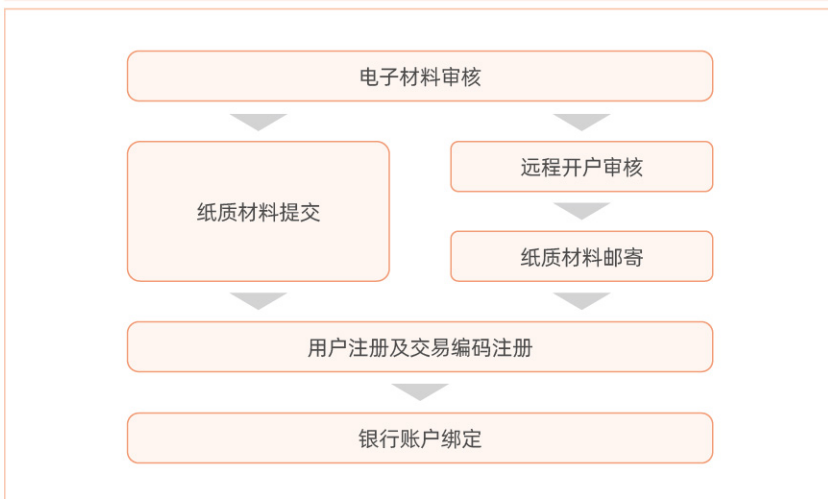 电子材料审核
纸质材料提交
远程开户审核
纸质材料邮寄
用户注册及交易编码注册
银行账户绑定